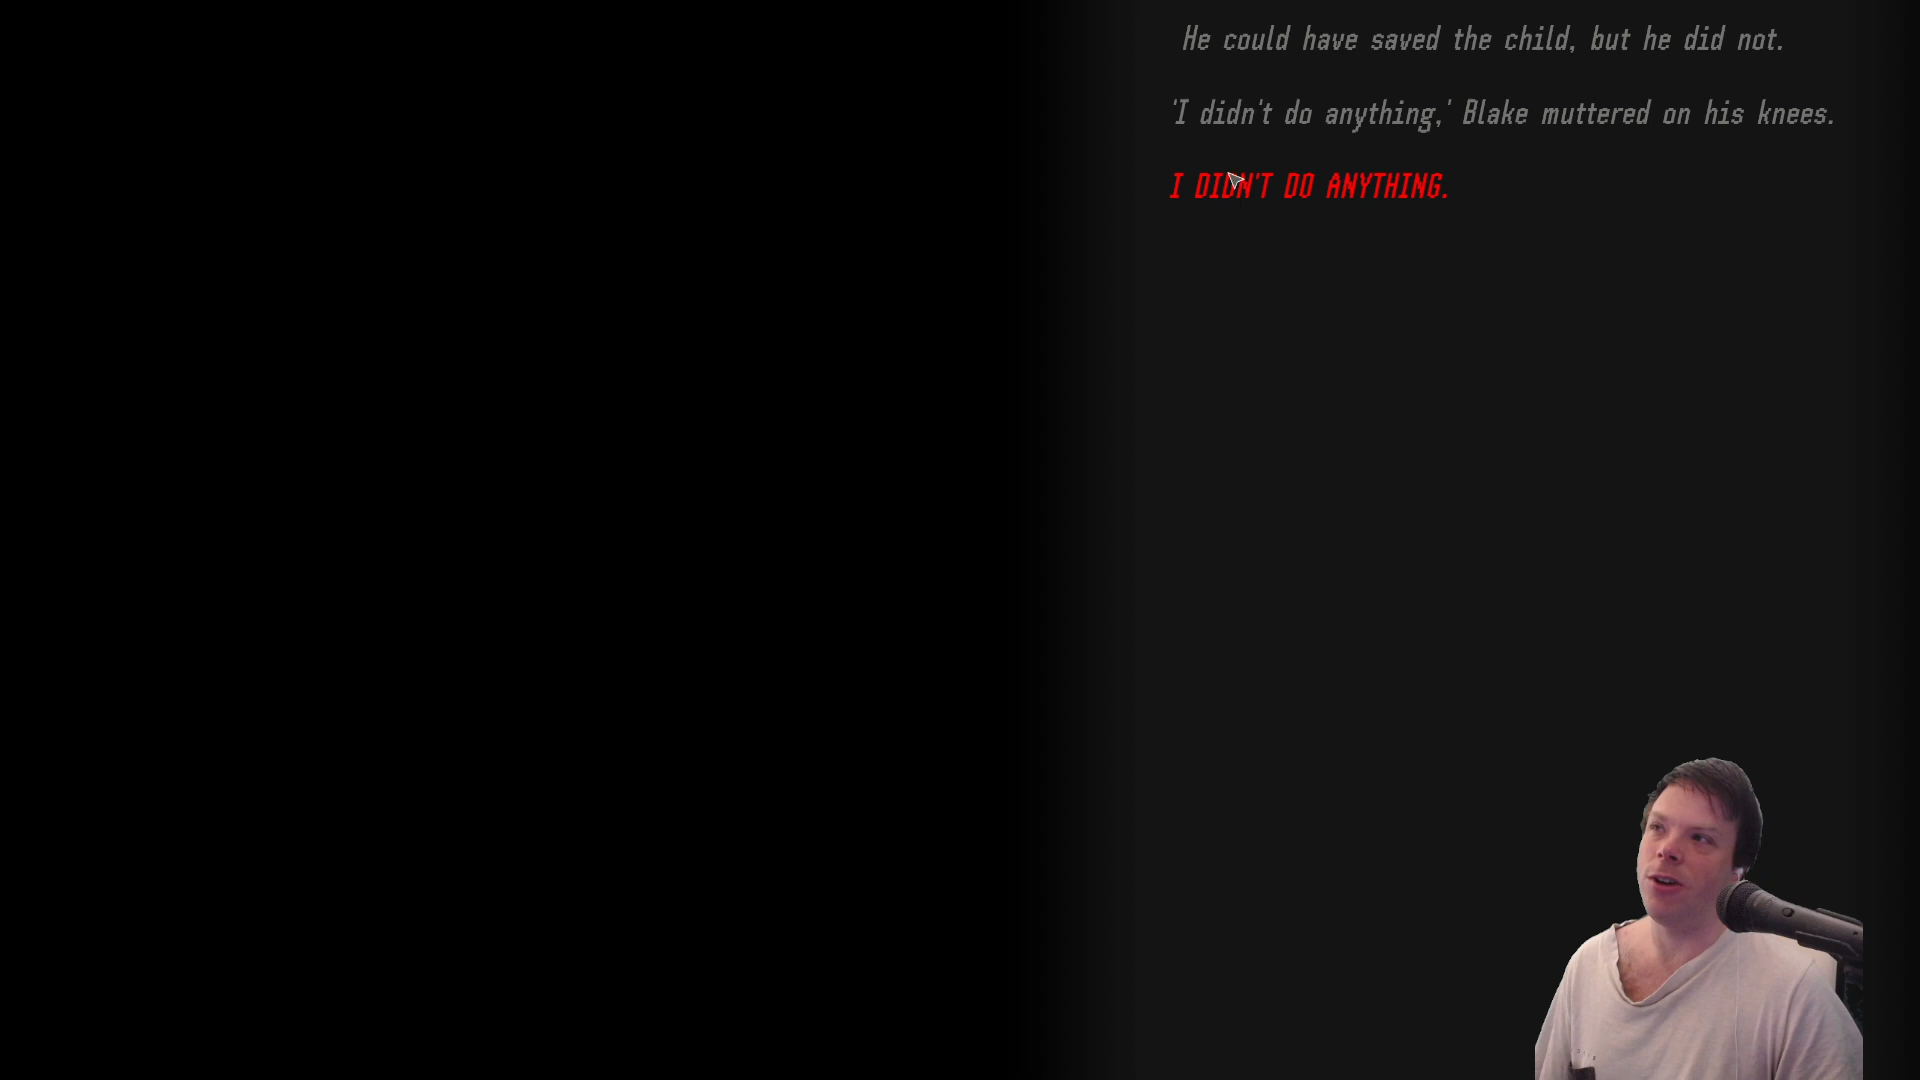 He could have saved the child, but he did not.
'I didn't do anything,' Blake muttered on his knees.
I DIDN'T DO ANYTHING.